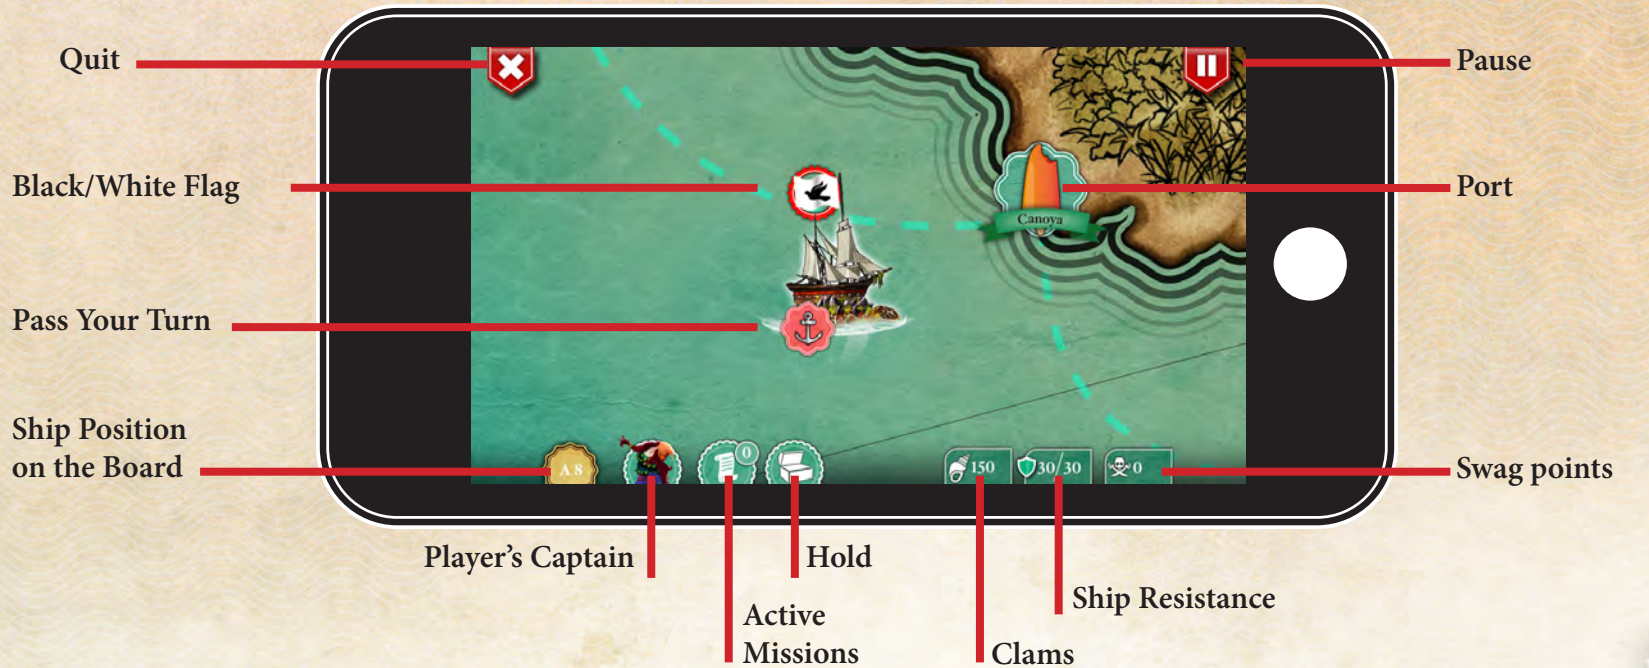 Quit
Pause
Black/White Flag
Port
Canoya
Pass Your Turn
Ship Position
on the Board
A 8
0
150
30/30
0
Swag points
Player's Captain
Hold
Active
Missions
Ship Resistance
Clams